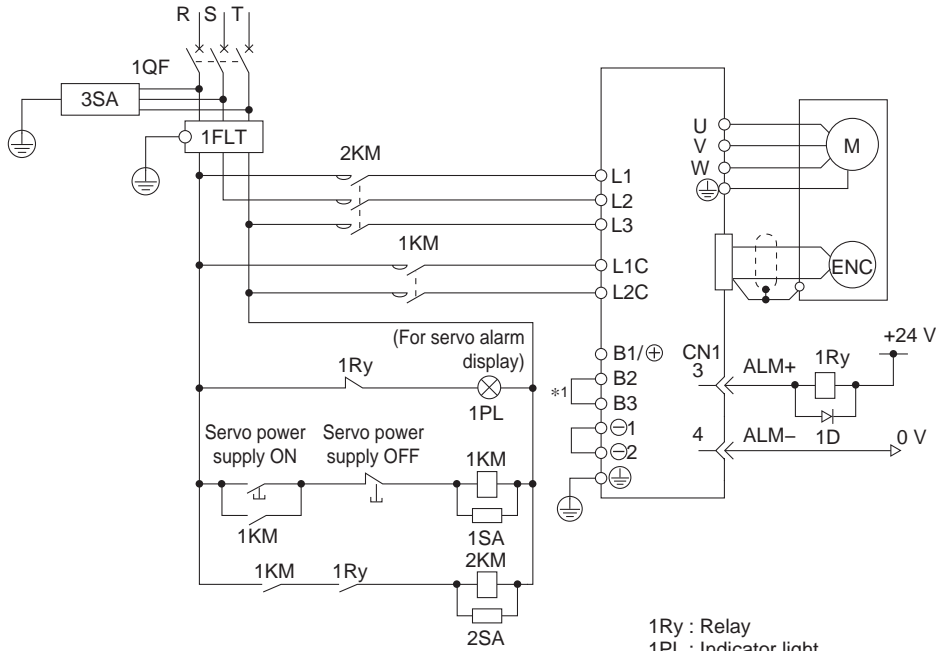 R S T
1QF
3SA
1FLT
2KM
L1
L2
L3
1KM
L1C
L2C
U
V
W
M
ENC
(For servo alarm
display)
1Ry
1PL
B1/⊕
B2
*1
B3
⊖1
⊖2
CN1
3
ALM+
1Ry
+24 V
1D
4
ALM−
0 V
Servo power
supply ON
Servo power
supply OFF
1KM
1KM
1SA
1KM
1Ry
2KM
2SA
1Ry : Relay
1PL : Indicator light